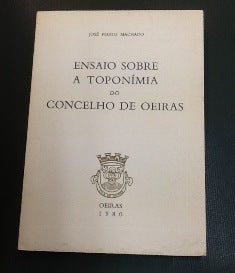 JOSÉ PEDRO MACHADO
ENSAIO SOBRE
A TOPONÍMIA
DO
CONCELHO DE OEIRAS
OEIRAS
1980